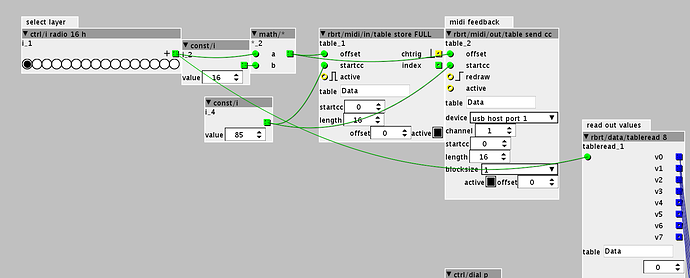 select layer
ctrl/i radio 16 h
i_1
+
const/i
i_2
value 16
math/*
*_2
a
b
const/i
i_4
value 85
rbrt/midi/in/table store FULL
table_1
offset chtrig
startcc index
active
table Data
startcc 0
length 16
offset 0 active
midi feedback
rbrt/midi/out/table send cc
table_2
offset
startcc
redraw
active
table Data
device usb host port 1
channel 1
startcc 0
length 16
blocksize 1
active offset 0
read out values
rbrt/data/tableread 8
tableread_1
v0
v1
v2
v3
v4
v5
v6
v7
table Data
0
ctrl/dial p